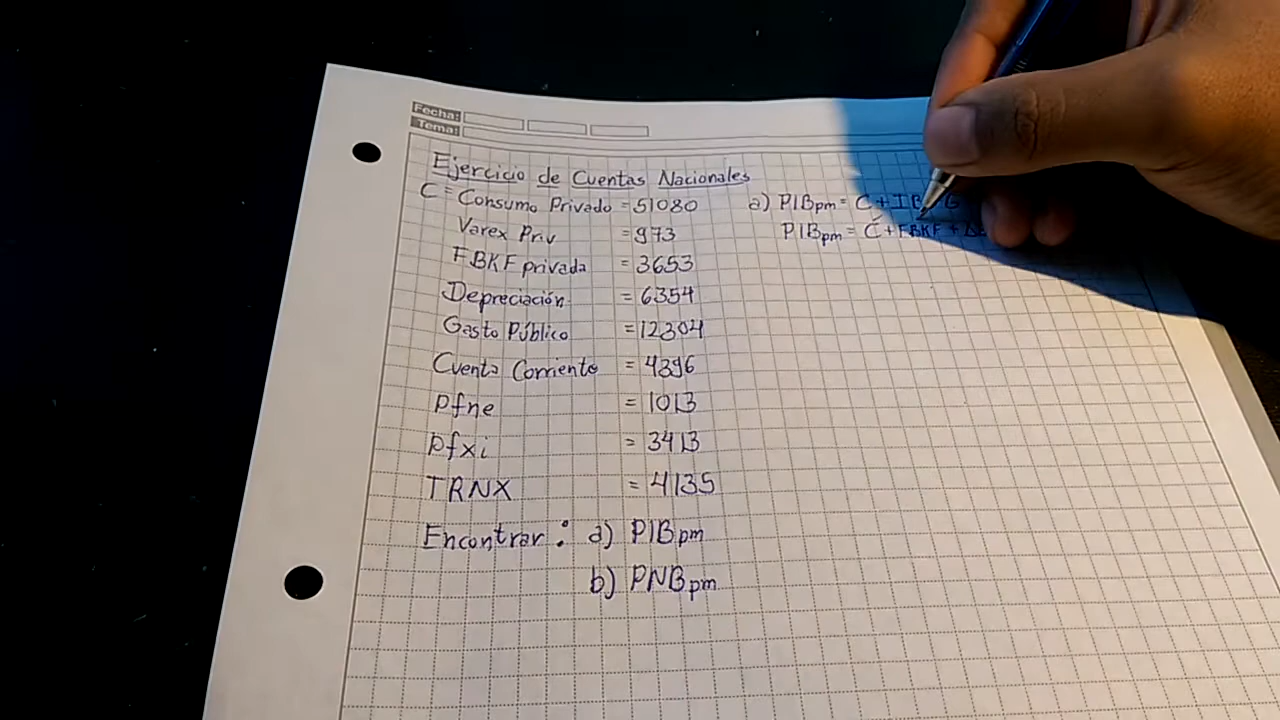 Fecha:
Tema:
Ejercicio de Cuentas Nacionales
C = Consumo Privado = 51080
Varex Priv = 973
FBKF privada = 3653
Depreciación = 6354
Gasto Público = 12304
Cuenta Corriente = 4396
Pfne = 1013
Pfxi = 3413
TRNX = 4135
Encontrar: a) PIBpm
b) PNBpm
a) PIBpm = C + IB
PIBpm = C + FBKF +